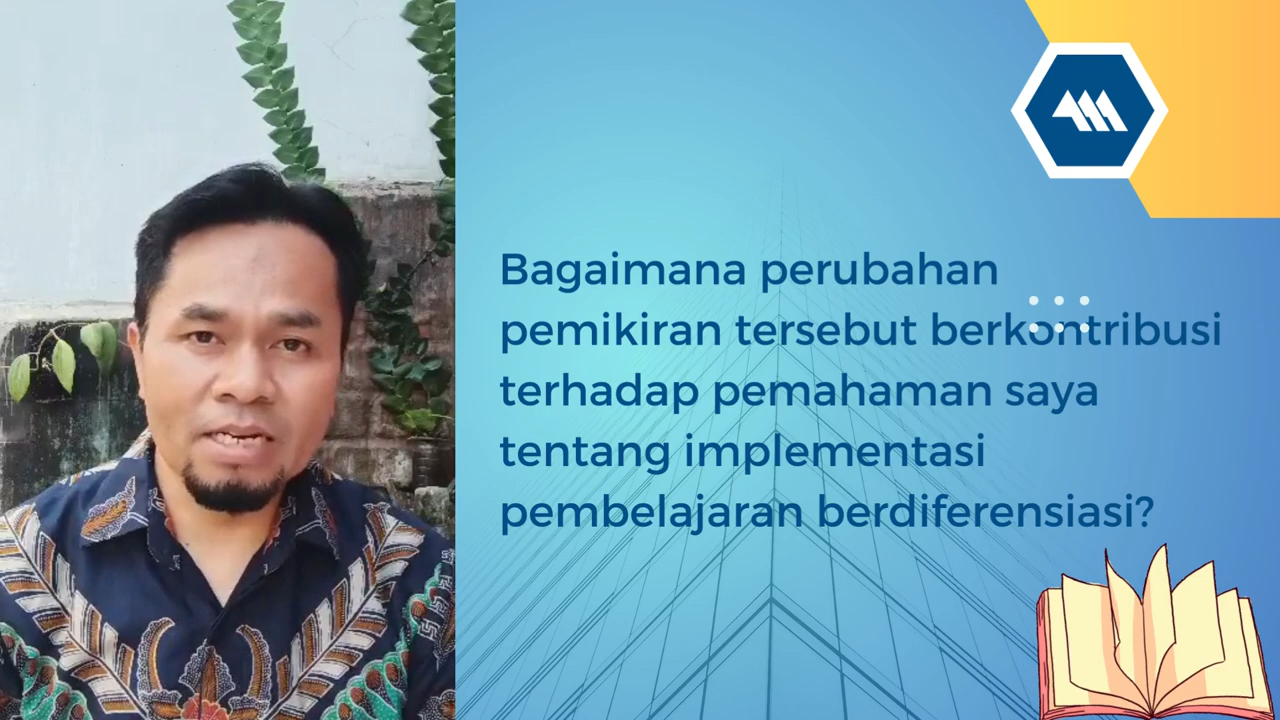 Bagaimana perubahan
pemikiran tersebut berkontribusi
terhadap pemahaman saya
tentang implementasi
pembelajaran berdiferensiasi?